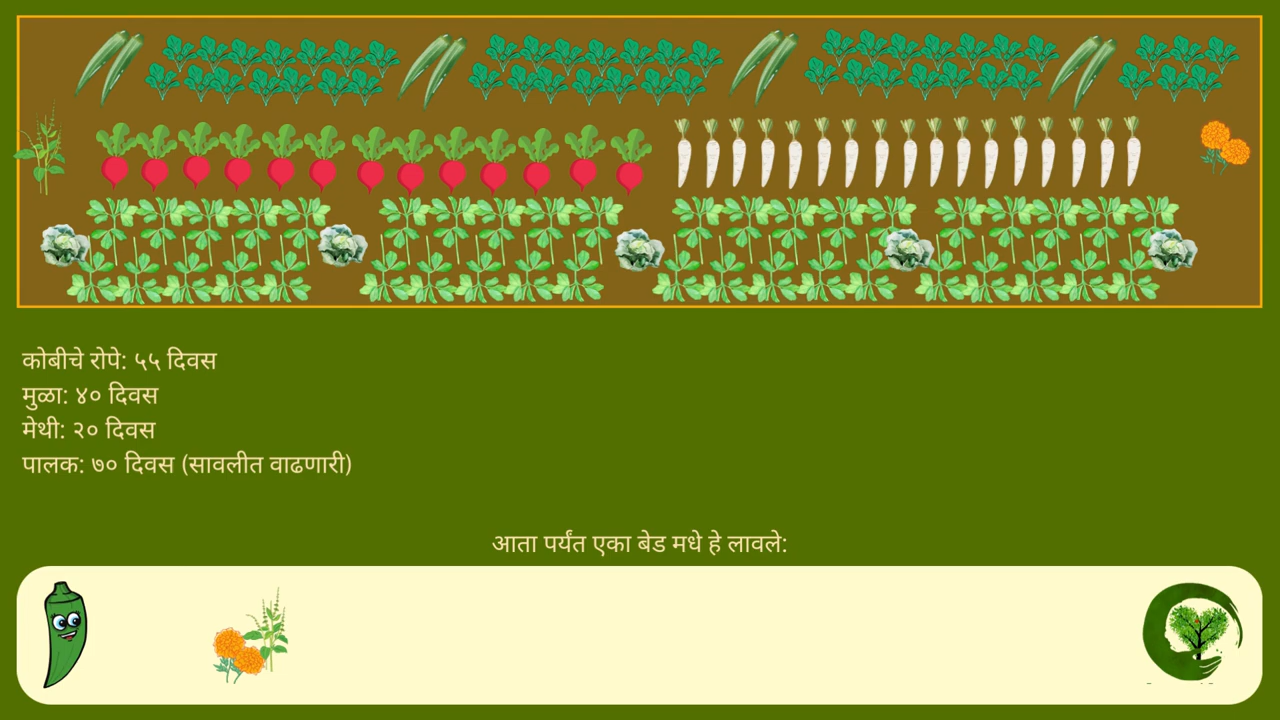 कोबीचे रोपे: ५५ दिवस
मुळा: ४० दिवस
मेथी: २० दिवस
पालक: ७० दिवस (सावलीत वाढणारी)
आता पर्यंत एका बेड मधे हे लावले: